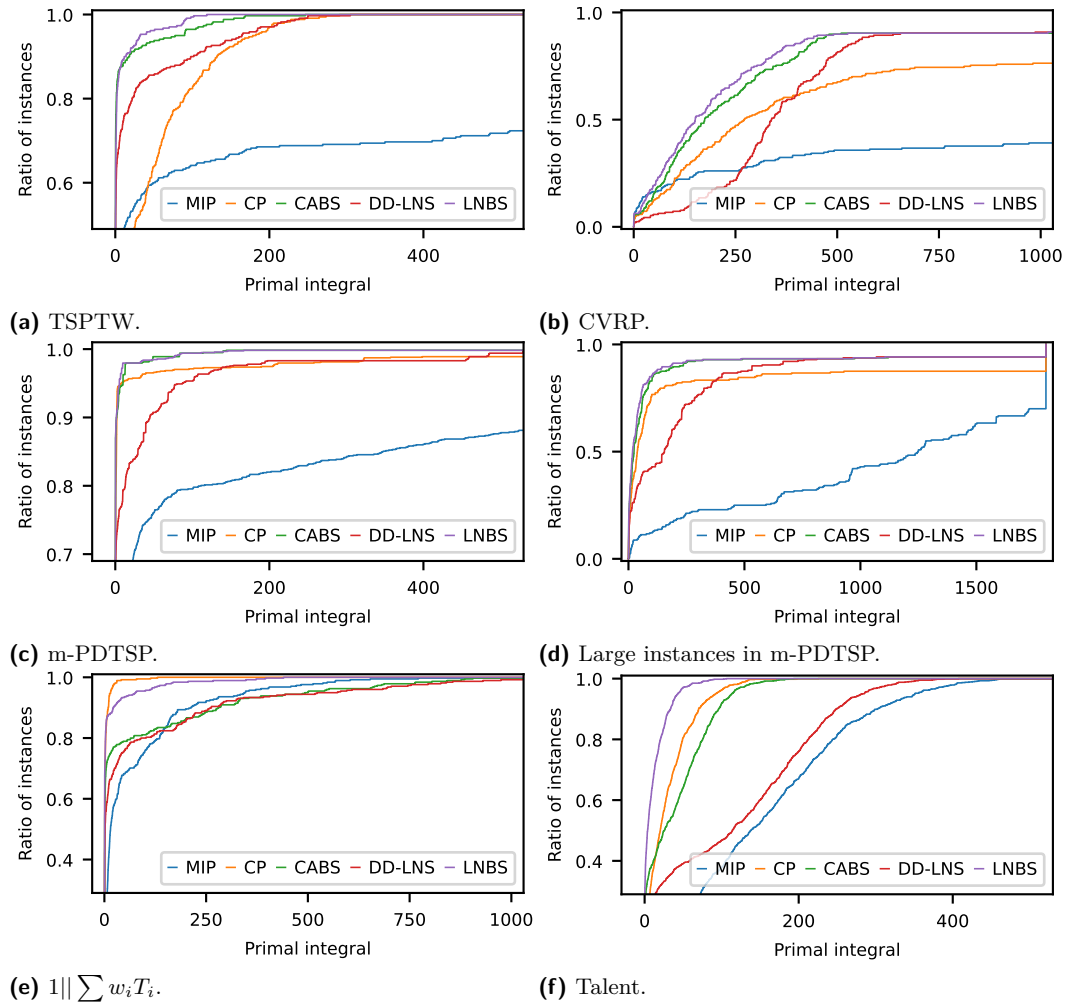 1.0
0.8
0.6
Ratio of instances
MIP CP CABS DD-LNS LNBS
0 200 400
Primal integral
(a) TSPTW.
1.0
0.5
0.0
Ratio of instances
MIP CP CABS DD-LNS LNBS
0 250 500 750 1000
Primal integral
(b) CVRP.
1.0
0.9
0.8
0.7
Ratio of instances
MIP CP CABS DD-LNS LNBS
0 200 400
Primal integral
(c) m-PDTSP.
1.0
0.5
0.0
Ratio of instances
MIP CP CABS DD-LNS LNBS
0 500 1000 1500
Primal integral
(d) Large instances in m-PDTSP.
1.0
0.8
0.6
0.4
Ratio of instances
MIP CP CABS DD-LNS LNBS
0 250 500 750 1000
Primal integral
(e) 1|| ∑ wᵢTᵢ.
1.0
0.8
0.6
0.4
Ratio of instances
MIP CP CABS DD-LNS LNBS
0 200 400
Primal integral
(f) Talent.